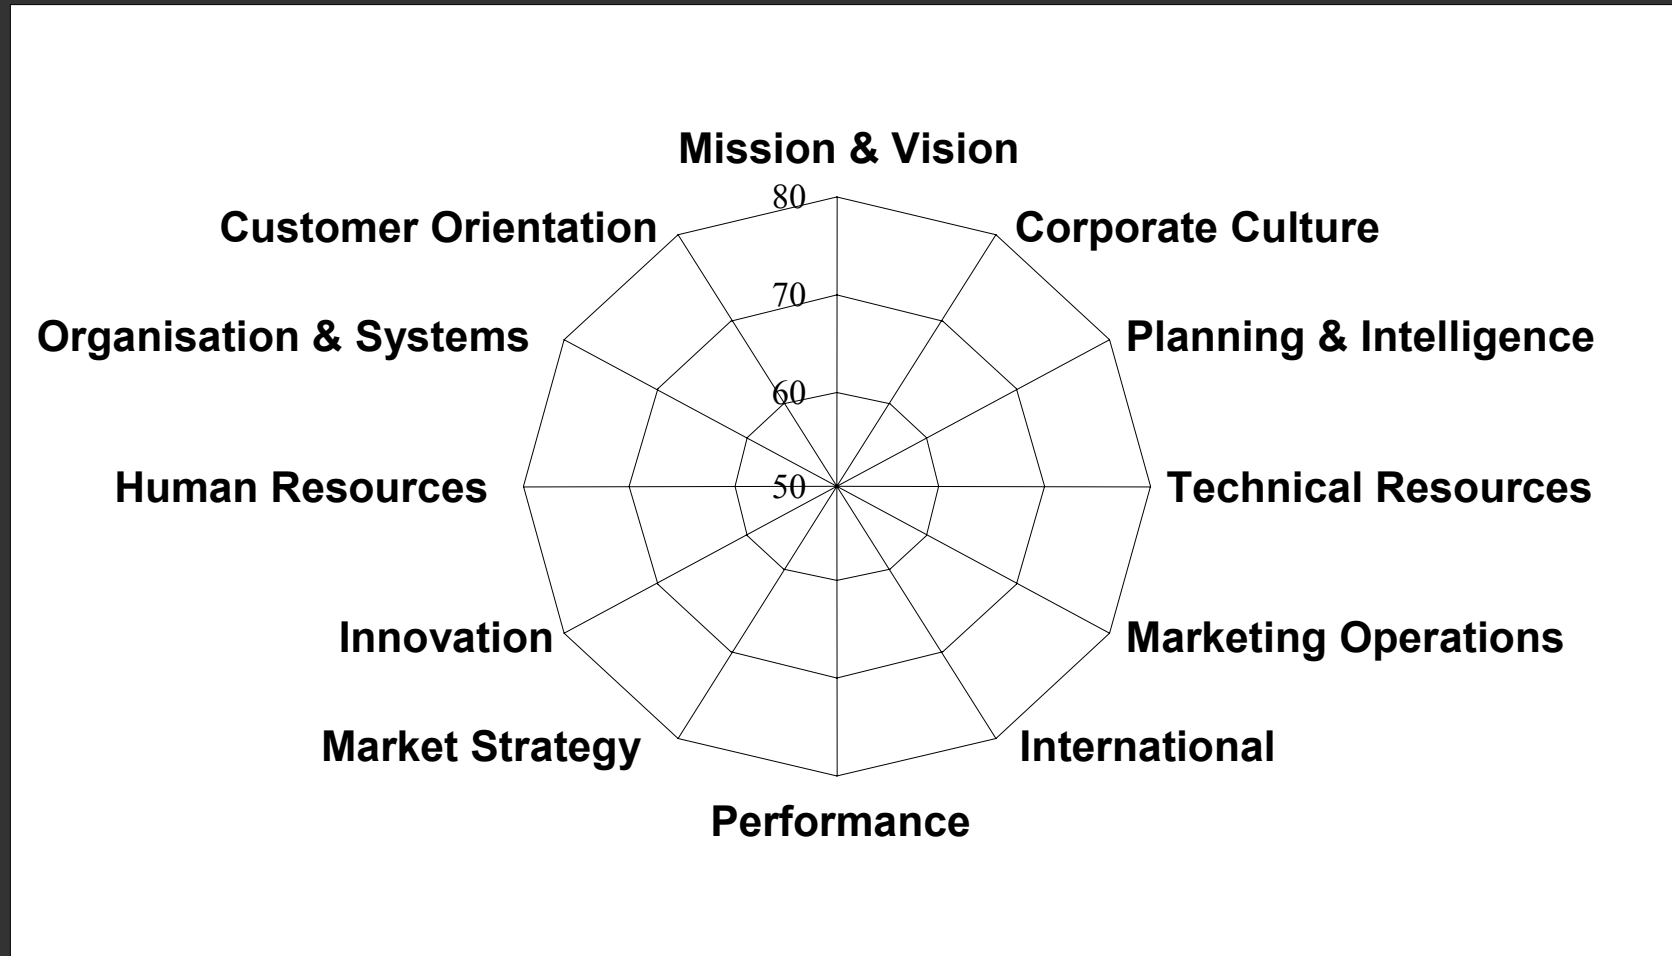 Mission & Vision
80
Customer Orientation
Corporate Culture
70
Organisation & Systems
Planning & Intelligence
60
Human Resources
50
Technical Resources
Innovation
Marketing Operations
Market Strategy
International
Performance